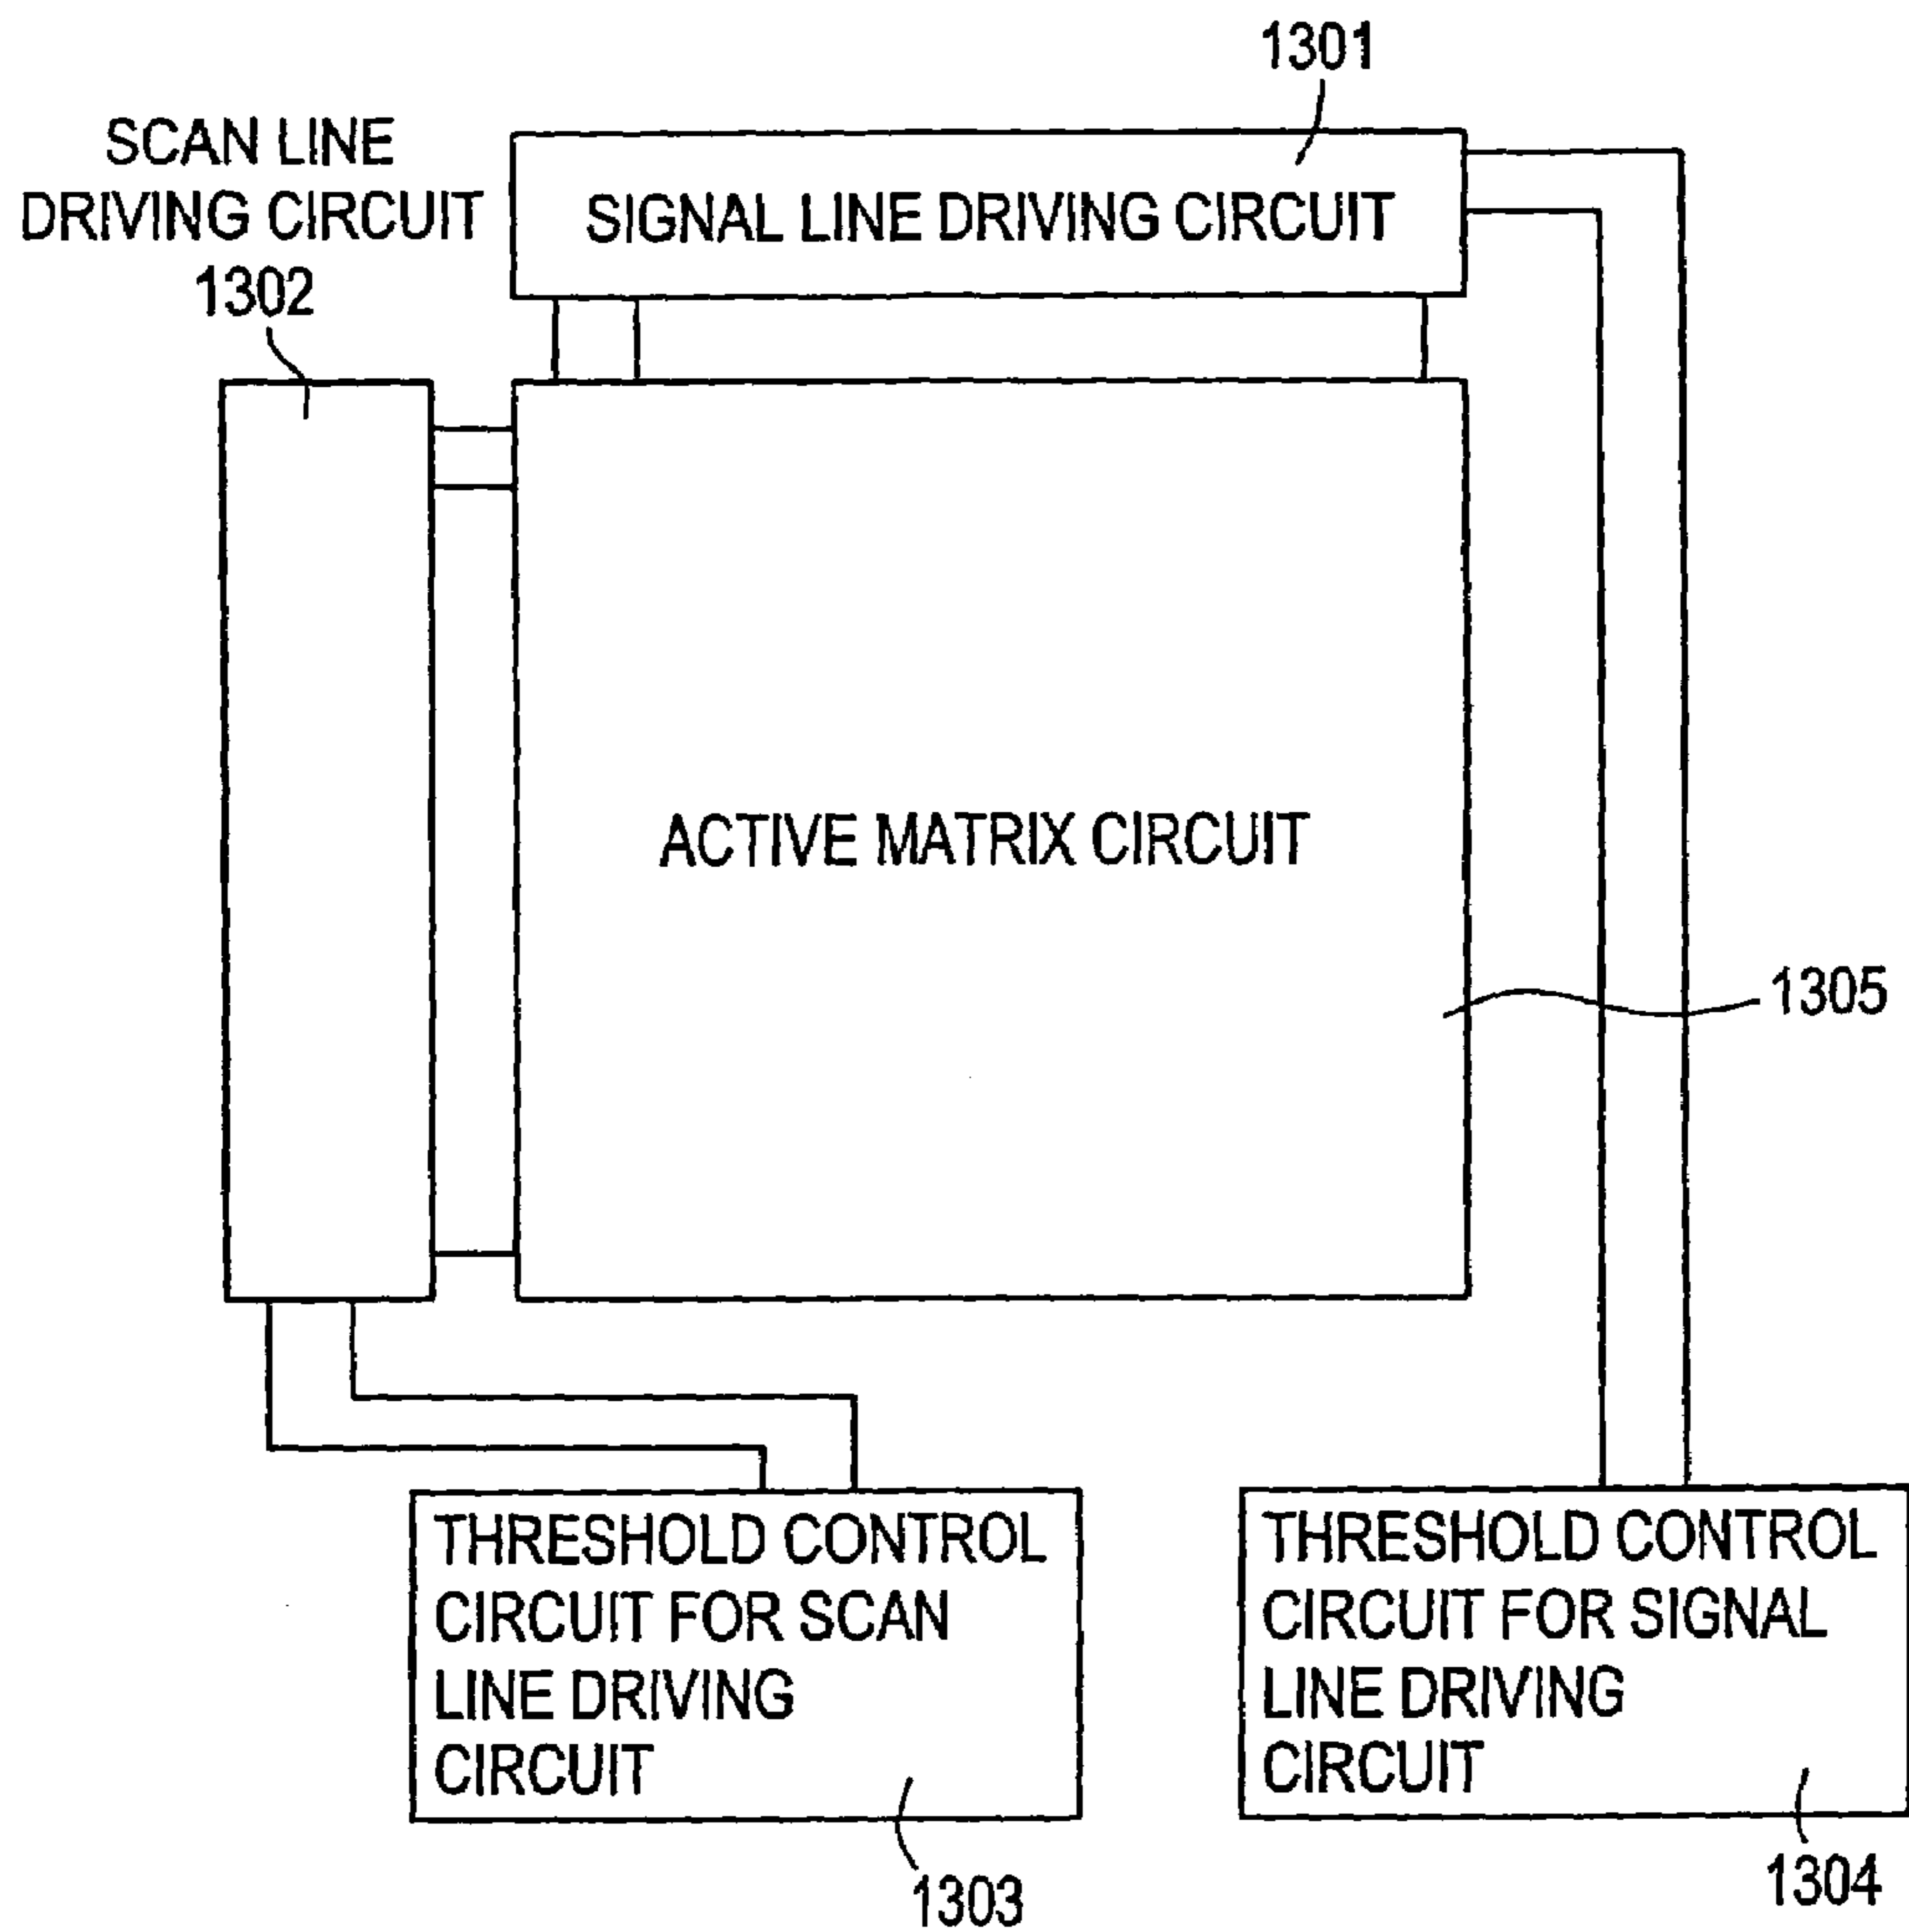 1301
SCAN LINE
DRIVING CIRCUIT
1302
SIGNAL LINE DRIVING CIRCUIT
ACTIVE MATRIX CIRCUIT
1305
THRESHOLD CONTROL
CIRCUIT FOR SCAN
LINE DRIVING
CIRCUIT
1303
THRESHOLD CONTROL
CIRCUIT FOR SIGNAL
LINE DRIVING
CIRCUIT
1304